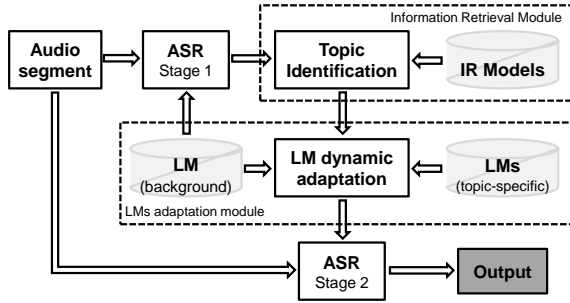 Information Retrieval Module
Audio
segment
ASR
Stage 1
Topic
Identification
IR Models
LM
(background)
LM dynamic
adaptation
LMs
(topic-specific)
LMs adaptation module
ASR
Stage 2
Output